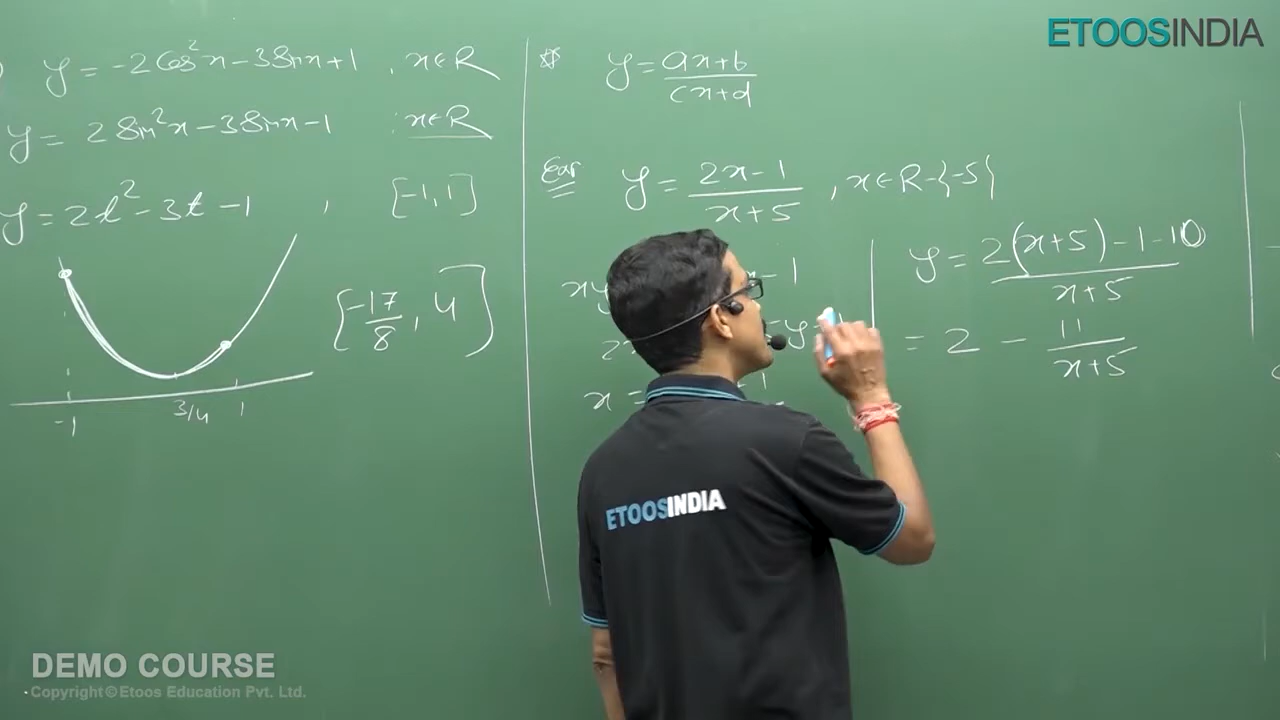 ETOOSINDIA
y = -2cos²x - 3sinx + 1 , x∈R
y = 2sin²x - 3sinx - 1 : x∈R
y = 2t² - 3t - 1 , [-1, 1]
[-17/8, 4]
-1 3/4 1
y = (ax+b)/(cx+d)
y = (2x-1)/(x+5) , x∈R-{-5}
x = 
y = (2(x+5) - 1 - 10)/(x+5)
= 2 - 11/(x+5)
ETOOSINDIA
DEMO COURSE
Copyright © Etoos Education Pvt. Ltd.